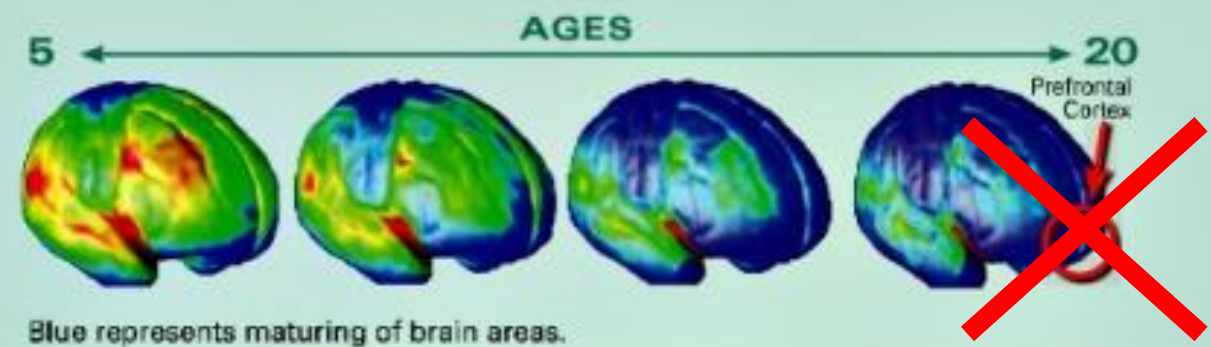 AGES
5 20
Prefrontal
Cortex
Blue represents maturing of brain areas.